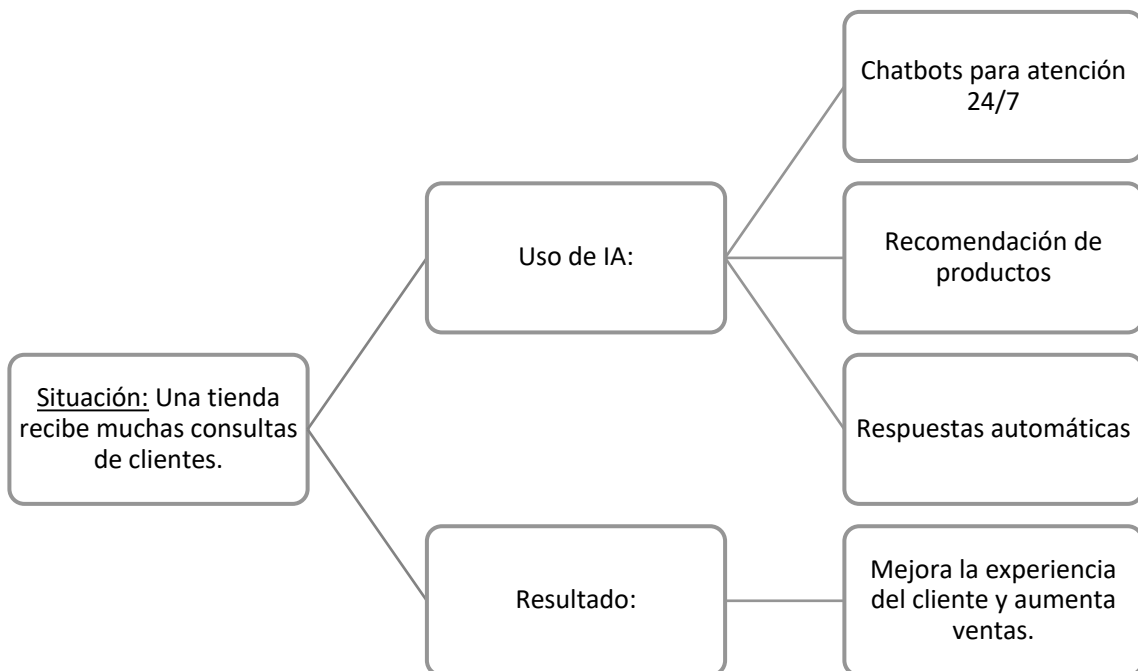 Situación: Una tienda
recibe muchas consultas
de clientes.
Uso de IA:
Chatbots para atención
24/7
Recomendación de
productos
Respuestas automáticas
Resultado:
Mejora la experiencia
del cliente y aumenta
ventas.